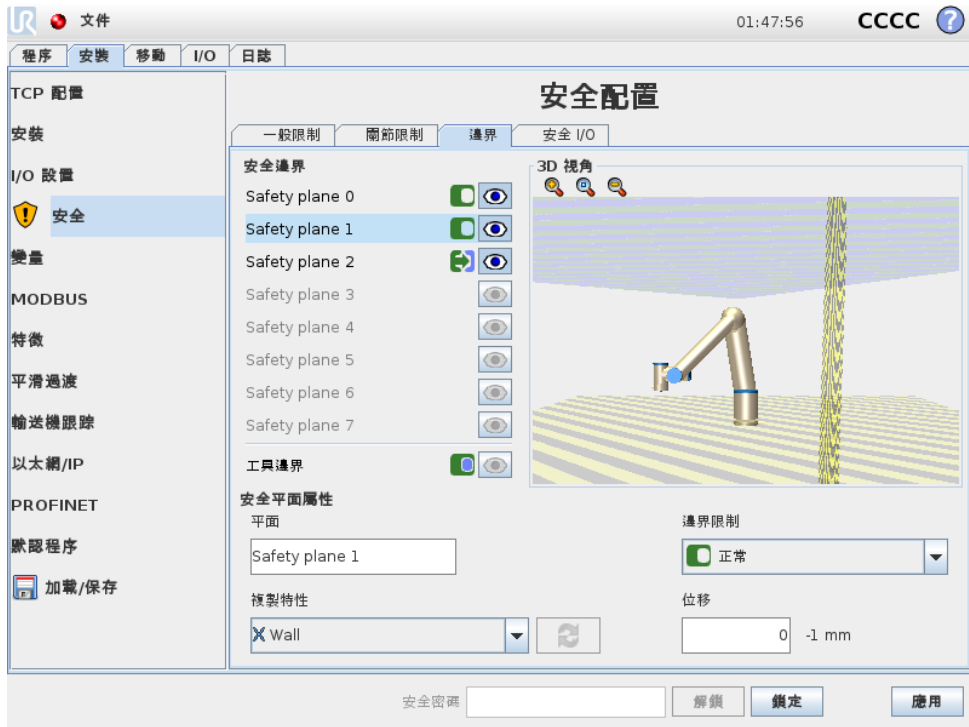 UR 文件 01:47:56 CCCC ?
程序 安裝 移動 I/O 日誌
TCP 配置
安裝
I/O 設置
安全
變量
MODBUS
特徵
平滑過渡
輸送機跟踪
以太網/IP
PROFINET
默認程序
加載/保存
安全配置
一般限制 關節限制 邊界 安全 I/O
安全邊界
Safety plane 0
Safety plane 1
Safety plane 2
Safety plane 3
Safety plane 4
Safety plane 5
Safety plane 6
Safety plane 7
工具邊界
3D 視角
安全平面屬性
平面
Safety plane 1
複製特性
Wall
邊界限制
正常
位移
0 -1 mm
安全密碼 解鎖 鎖定 應用